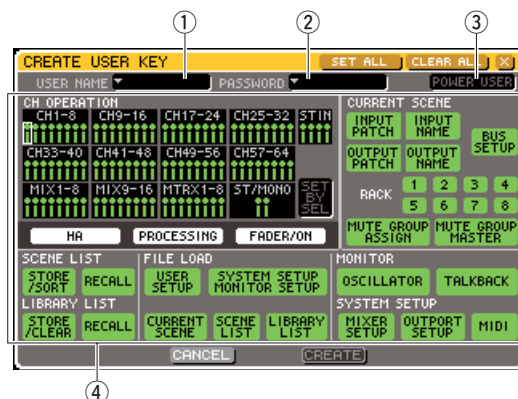 ① ② ③
CREATE USER KEY SET ALL CLEAR ALL X
USER NAME PASSWORD POWER USER
CH OPERATION CURRENT SCENE
CH1-8 CH9-16 CH17-24 CH25-32 STIN
INPUT PATCH INPUT NAME BUS SETUP
CH33-40 CH41-48 CH49-56 CH57-64
OUTPUT PATCH OUTPUT NAME
MIX1-8 MIX9-16 MTRX1-8 ST/MONO SET BY SEL
RACK 1 2 3 4
5 6 7 8
HA PROCESSING FADER/ON
MUTE GROUP ASSIGN MUTE GROUP MASTER
SCENE LIST FILE LOAD MONITOR
STORE /SORT RECALL USER SETUP SYSTEM SETUP MONITOR SETUP OSCILLATOR TALKBACK
LIBRARY LIST SYSTEM SETUP
STORE /CLEAR RECALL CURRENT SCENE SCENE LIST LIBRARY LIST MIXER SETUP OUTPORT SETUP MIDI
CANCEL CREATE
④